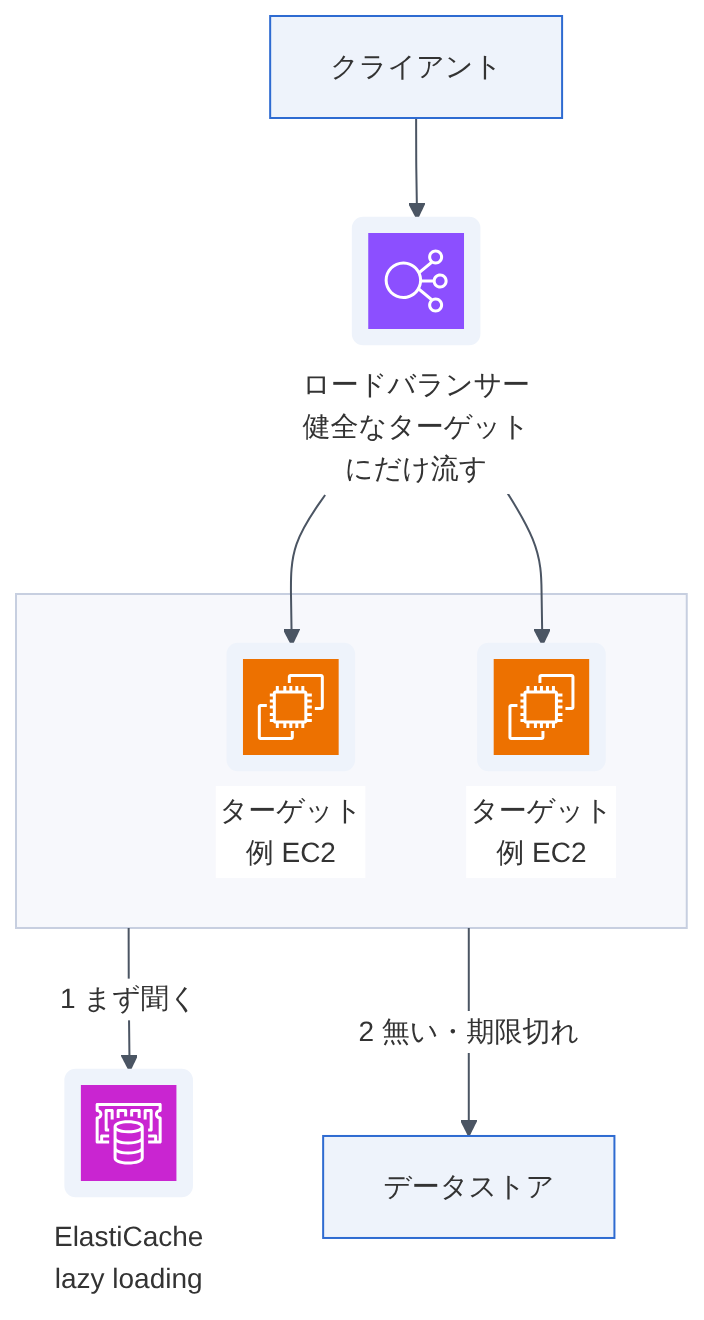 クライアント
ロードバランサー
健全なターゲット
にだけ流す
ターゲット
例 EC2
ターゲット
例 EC2
1 まず聞く
2 無い・期限切れ
データストア
ElastiCache
lazy loading